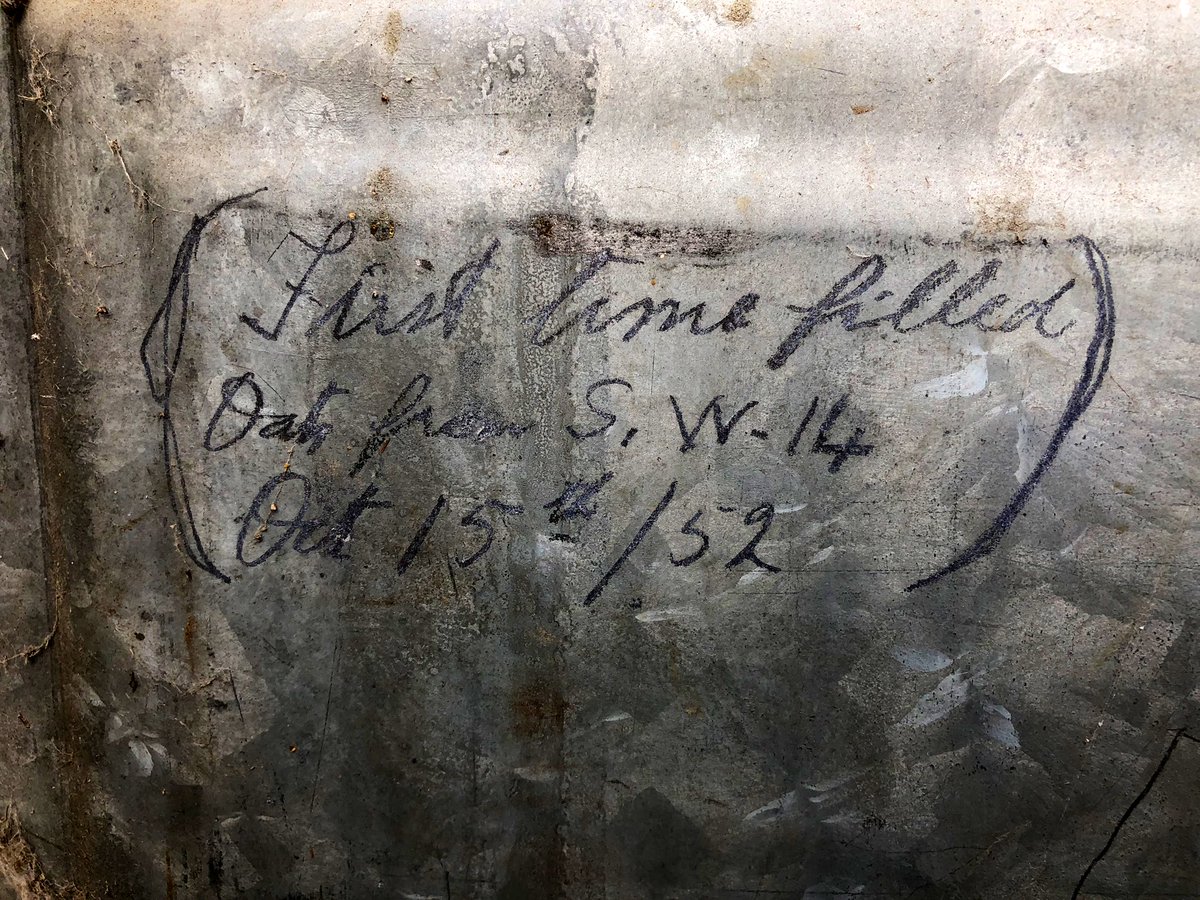 (First time filled
Oats from S. W-14
Oct 15th/52)